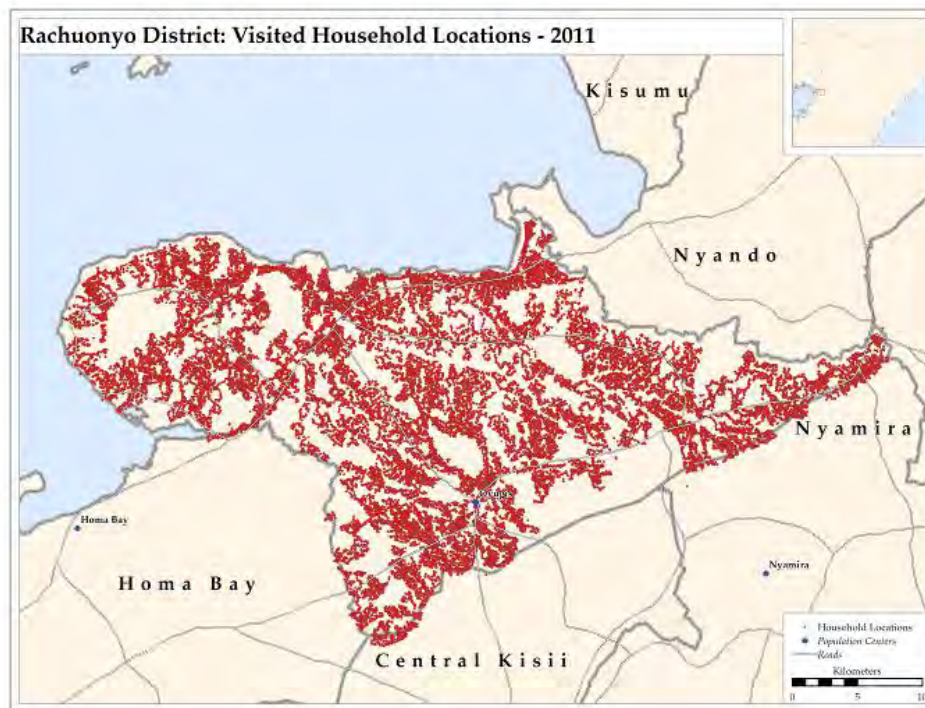 Rachuonyo District: Visited Household Locations - 2011
Kisumu
Nyando
Nyamira
Homa Bay
Nyamira
Homa Bay
Central Kisii
Household Locations
Population Centers
Roads
Kilometers
0 5 10